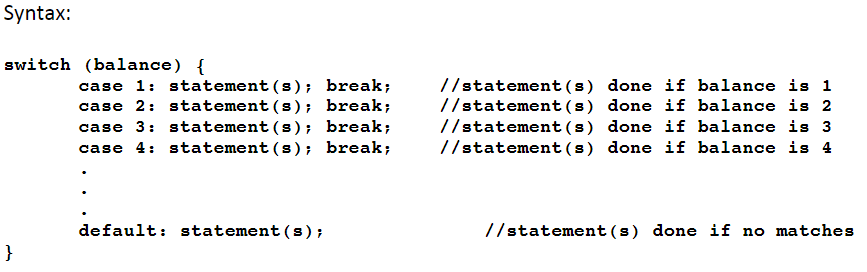 Syntax:
switch (balance) {
case 1: statement(s); break; //statement(s) done if balance is 1
case 2: statement(s); break; //statement(s) done if balance is 2
case 3: statement(s); break; //statement(s) done if balance is 3
case 4: statement(s); break; //statement(s) done if balance is 4
.
.
.
default: statement(s); //statement(s) done if no matches
}